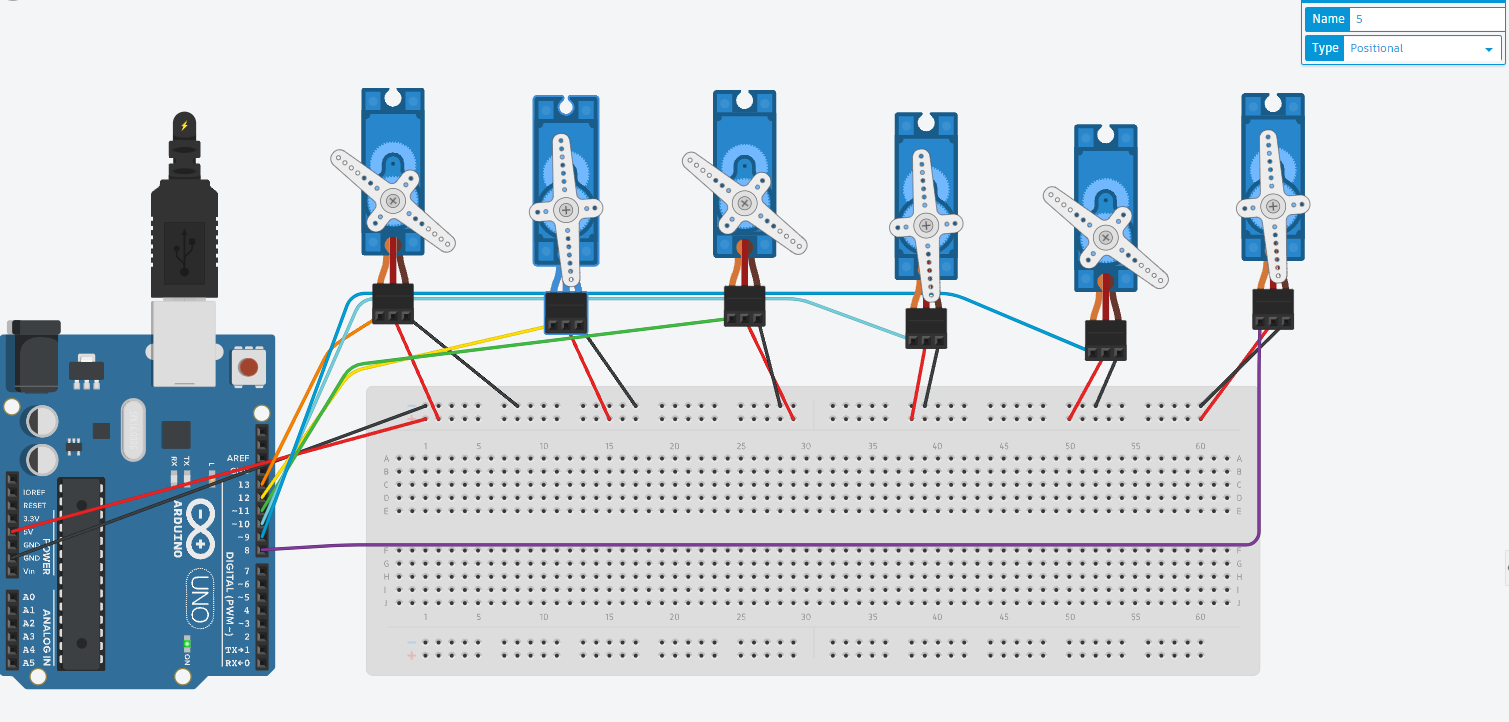 Name 5
Type Positional
AREF
13
12
~11
~10
~9
8
7
~6
~5
4
~3
2
TX→1
RX←0
IOREF
RESET
3.3V
5V
GND
GND
Vin
POWER
A0
A1
A2
A3
A4
A5
ANALOG IN
RX
TX
L
ARDUINO
UNO
DIGITAL (PWM ~)
ON
- +
1 5 10 15 20 25 30 35 40 45 50 55 60
A A
B B
C C
D D
E E
F F
G G
H H
I I
J J
1 5 10 15 20 25 30 35 40 45 50 55 60
- +